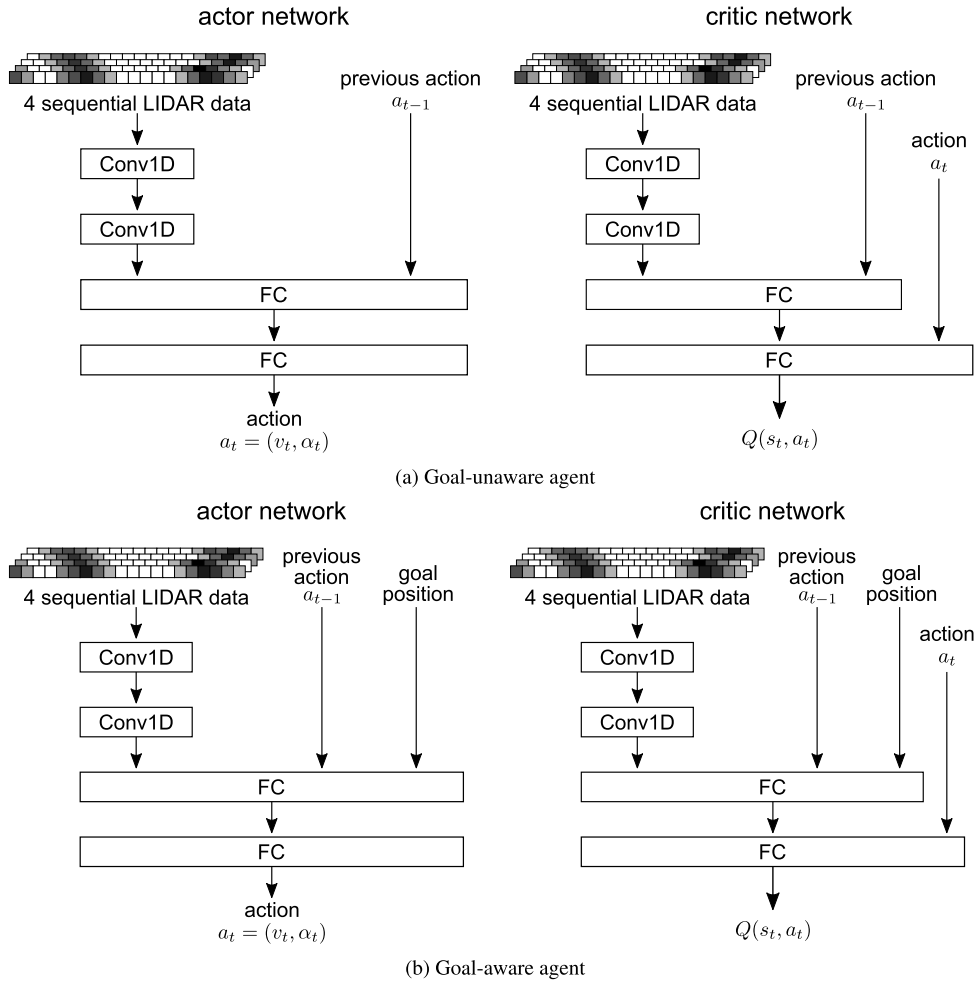 actor network
4 sequential LIDAR data
previous action
a_{t−1}
Conv1D
Conv1D
FC
FC
action
a_t = (v_t, α_t)
critic network
4 sequential LIDAR data
previous action
a_{t−1}
action
a_t
Conv1D
Conv1D
FC
FC
Q(s_t, a_t)
(a) Goal-unaware agent
actor network
4 sequential LIDAR data
previous
action
a_{t−1}
goal
position
Conv1D
Conv1D
FC
FC
action
a_t = (v_t, α_t)
critic network
4 sequential LIDAR data
previous
action
a_{t−1}
goal
position
action
a_t
Conv1D
Conv1D
FC
FC
Q(s_t, a_t)
(b) Goal-aware agent